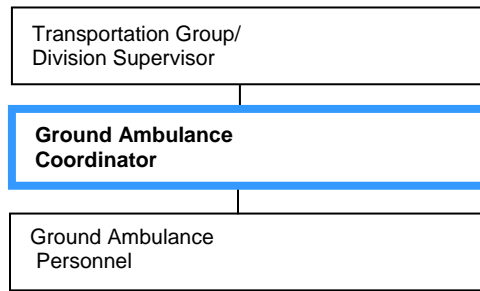 Transportation Group/
Division Supervisor
Ground Ambulance
Coordinator
Ground Ambulance
Personnel